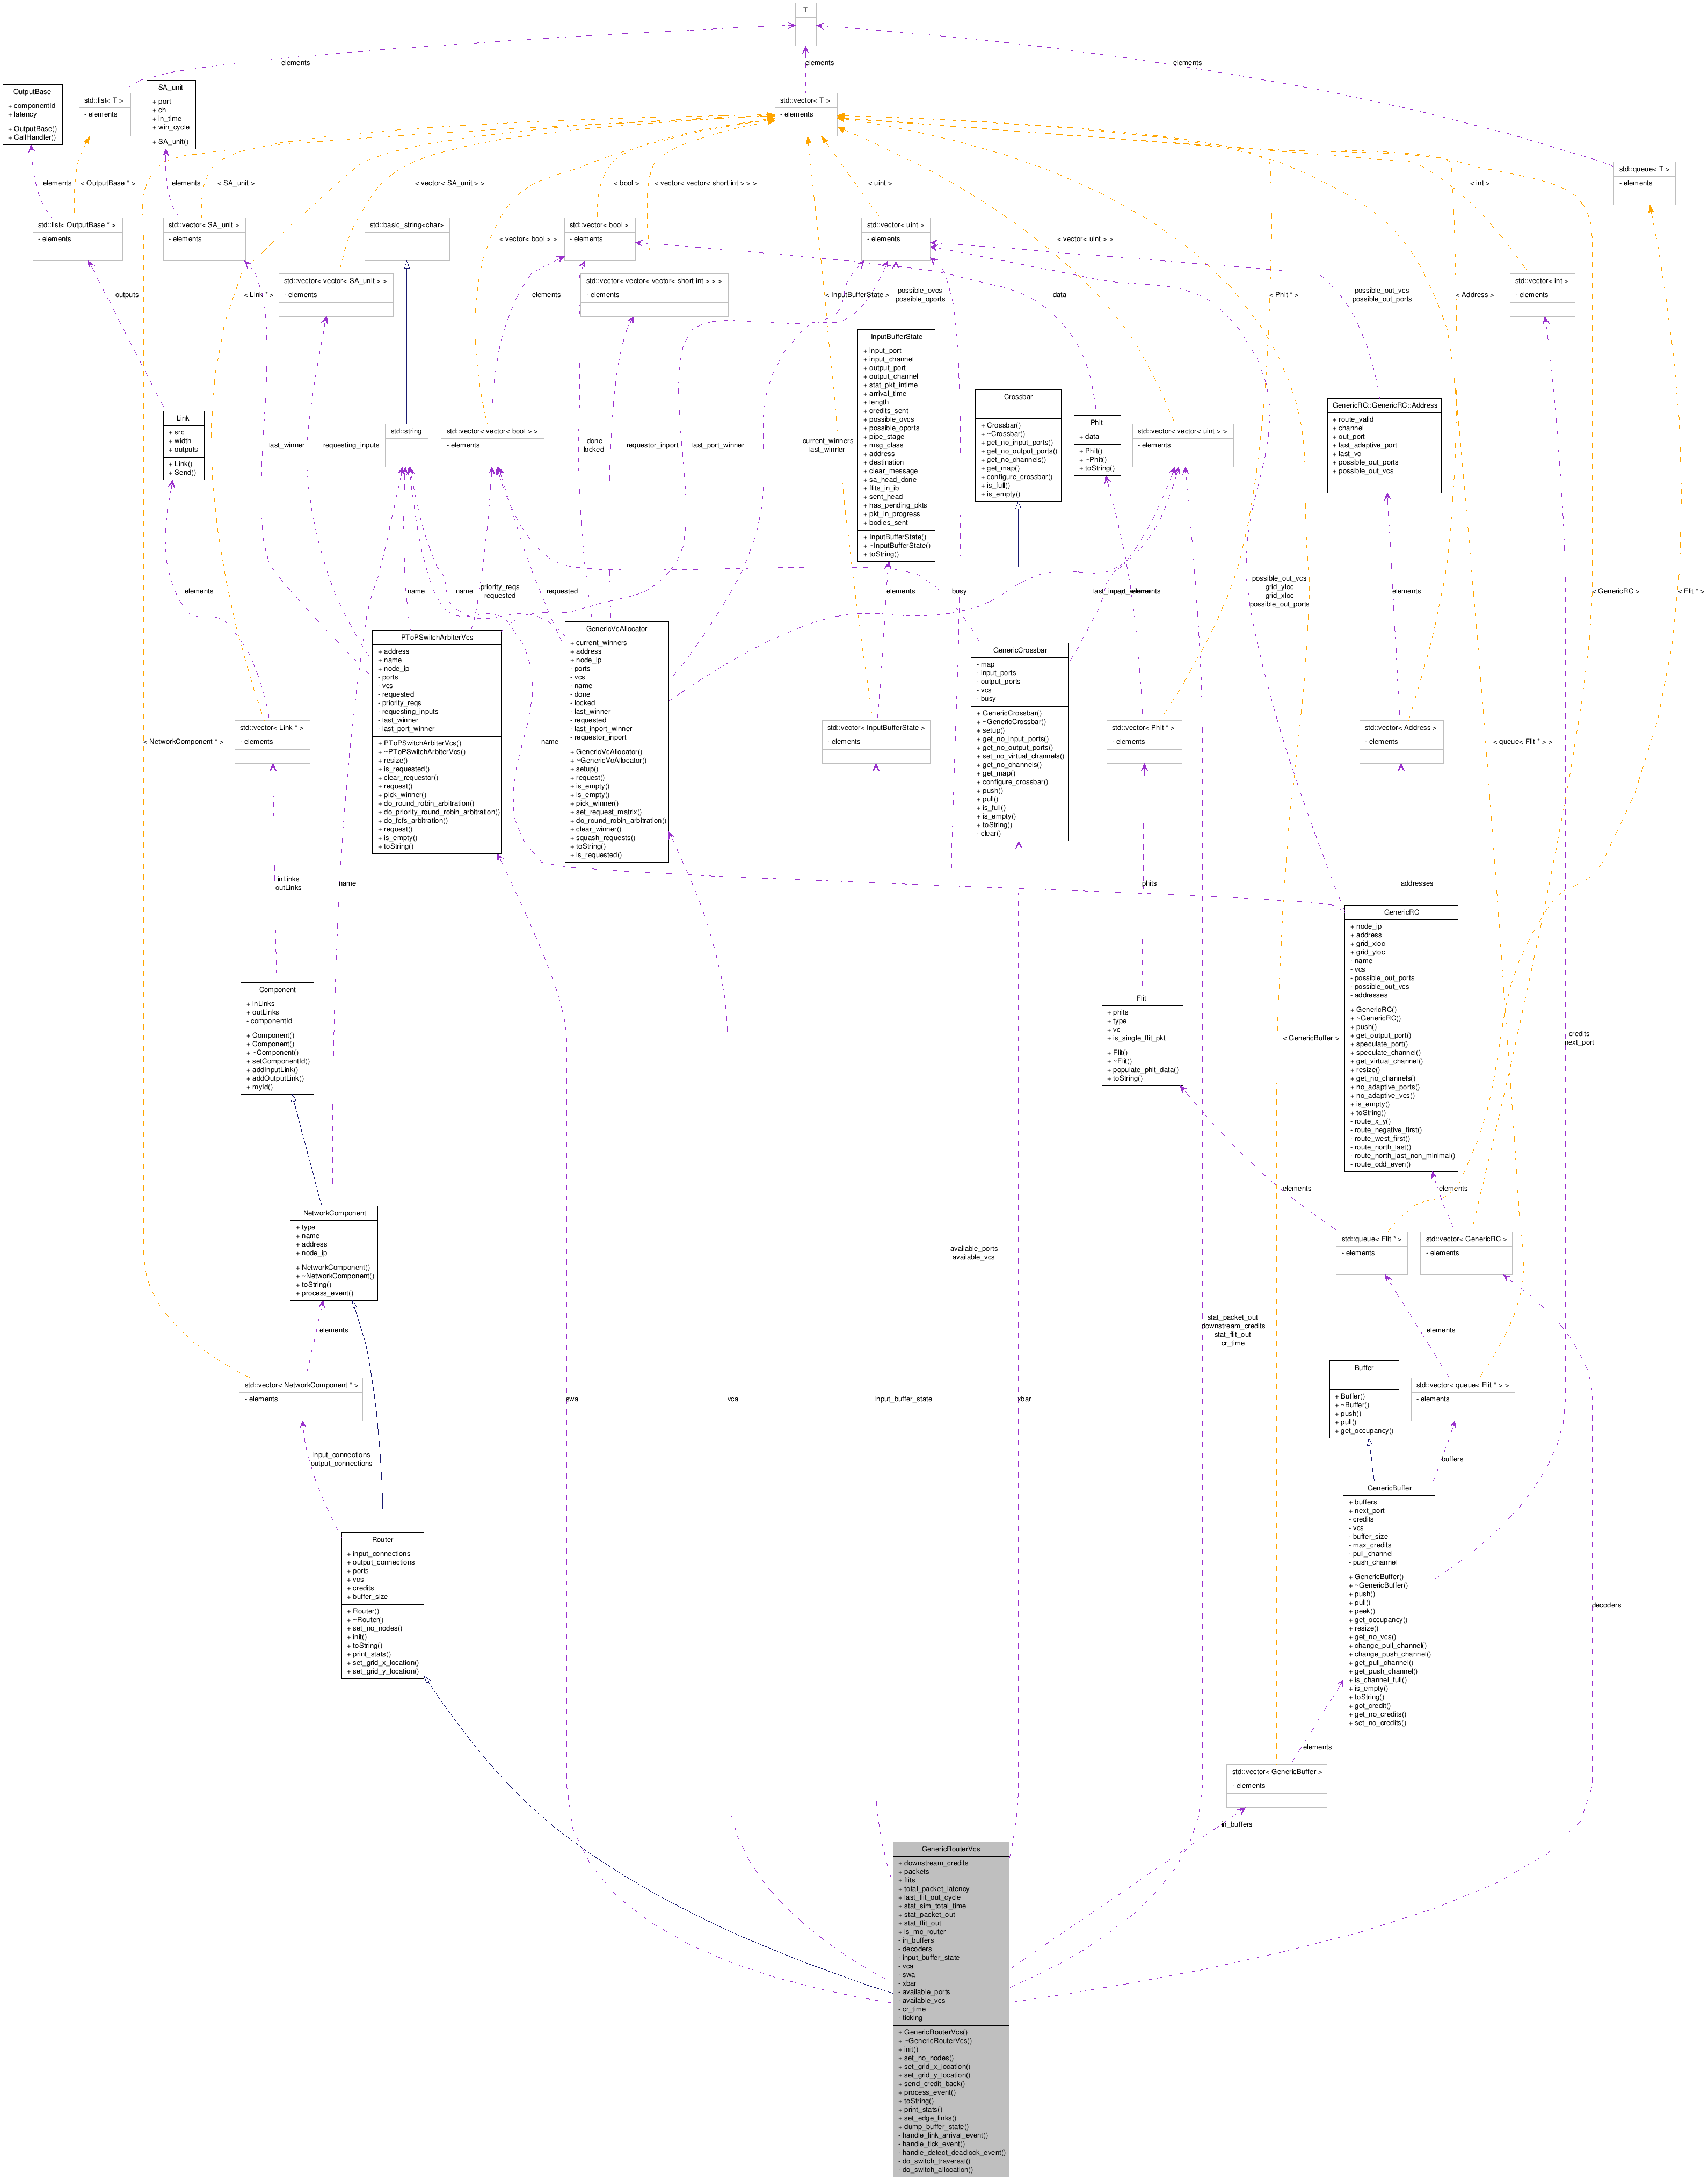 T
elements
elements
elements
OutputBase
+ componentId
+ latency
+ OutputBase()
+ CallHandler()
std::list< T >
- elements
SA_unit
+ port
+ ch
+ in_time
+ win_cycle
+ SA_unit()
std::vector< T >
- elements
std::queue< T >
- elements
elements
< OutputBase * >
elements
< SA_unit >
< vector< SA_unit > >
< bool >
< vector< vector< short int > > >
< uint >
< int >
std::list< OutputBase * >
- elements
std::vector< SA_unit >
- elements
std::basic_string<char>
std::vector< bool >
- elements
std::vector< uint >
- elements
< vector< bool > >
< vector< uint > >
std::vector< vector< SA_unit > >
- elements
std::vector< vector< vector< short int > > >
- elements
std::vector< int >
- elements
outputs
< Link * >
elements
< InputBufferState >
possible_ovcs
possible_oports
data
< Phit * >
possible_out_vcs
possible_out_ports
< Address >
InputBufferState
+ input_port
+ input_channel
+ output_port
+ output_channel
+ stat_pkt_intime
+ arrival_time
+ length
+ credits_sent
+ possible_ovcs
+ possible_oports
+ pipe_stage
+ msg_class
+ address
+ destination
+ clear_message
+ sa_head_done
+ flits_in_ib
+ sent_head
+ has_pending_pkts
+ pkt_in_progress
+ bodies_sent
+ InputBufferState()
+ ~InputBufferState()
+ toString()
Crossbar
+ Crossbar()
+ ~Crossbar()
+ get_no_input_ports()
+ get_no_output_ports()
+ get_no_channels()
+ get_map()
+ configure_crossbar()
+ is_full()
+ is_empty()
Phit
+ data
+ Phit()
+ ~Phit()
+ toString()
GenericRC::GenericRC::Address
+ route_valid
+ channel
+ out_port
+ last_adaptive_port
+ last_vc
+ possible_out_ports
+ possible_out_vcs
Link
+ src
+ width
+ outputs
+ Link()
+ Send()
std::string
std::vector< vector< bool > >
- elements
std::vector< vector< uint > >
- elements
last_winner
requesting_inputs
done
locked
requestor_inport
last_port_winner
current_winners
last_winner
elements
name
name
priority_reqs
requested
requested
elements
busy
elements
possible_out_vcs
grid_yloc
grid_xloc
possible_out_ports
elements
< GenericRC >
< Flit * >
PToPSwitchArbiterVcs
+ address
+ name
+ node_ip
- ports
- vcs
- requested
- priority_reqs
- requesting_inputs
- last_winner
- last_port_winner
+ PToPSwitchArbiterVcs()
+ ~PToPSwitchArbiterVcs()
+ resize()
+ is_requested()
+ clear_requestor()
+ request()
+ pick_winner()
+ do_round_robin_arbitration()
+ do_priority_round_robin_arbitration()
+ do_fcfs_arbitration()
+ request()
+ is_empty()
+ toString()
GenericVcAllocator
+ current_winners
+ address
+ node_ip
- ports
- vcs
- name
- done
- locked
- last_winner
- requested
- last_inport_winner
- requestor_inport
+ GenericVcAllocator()
+ ~GenericVcAllocator()
+ setup()
+ request()
+ is_empty()
+ is_empty()
+ pick_winner()
+ set_request_matrix()
+ do_round_robin_arbitration()
+ clear_winner()
+ squash_requests()
+ toString()
+ is_requested()
GenericCrossbar
- map
- input_ports
- output_ports
- vcs
- busy
+ GenericCrossbar()
+ ~GenericCrossbar()
+ setup()
+ get_no_input_ports()
+ get_no_output_ports()
+ set_no_virtual_channels()
+ get_no_channels()
+ get_map()
+ configure_crossbar()
+ push()
+ pull()
+ is_full()
+ is_empty()
+ toString()
- clear()
std::vector< Link * >
- elements
std::vector< InputBufferState >
- elements
std::vector< Phit * >
- elements
std::vector< Address >
- elements
< NetworkComponent * >
name
< queue< Flit * > >
inLinks
outLinks
name
phits
addresses
GenericRC
+ node_ip
+ address
+ grid_xloc
+ grid_yloc
- name
- vcs
- possible_out_ports
- possible_out_vcs
- addresses
+ GenericRC()
+ ~GenericRC()
+ push()
+ get_output_port()
+ speculate_port()
+ speculate_channel()
+ get_virtual_channel()
+ resize()
+ get_no_channels()
+ no_adaptive_ports()
+ no_adaptive_vcs()
+ is_empty()
+ toString()
- route_x_y()
- route_negative_first()
- route_west_first()
- route_north_last()
- route_north_last_non_minimal()
- route_odd_even()
Component
+ inLinks
+ outLinks
- componentId
+ Component()
+ Component()
+ ~Component()
+ setComponentId()
+ addInputLink()
+ addOutputLink()
+ myId()
Flit
+ phits
+ type
+ vc
+ is_single_flit_pkt
+ Flit()
+ ~Flit()
+ populate_phit_data()
+ toString()
< GenericBuffer >
credits
next_port
elements
elements
NetworkComponent
+ type
+ name
+ address
+ node_ip
+ NetworkComponent()
+ ~NetworkComponent()
+ toString()
+ process_event()
available_ports
available_vcs
std::queue< Flit * >
- elements
std::vector< GenericRC >
- elements
elements
stat_packet_out
downstream_credits
stat_flit_out
cr_time
elements
std::vector< NetworkComponent * >
- elements
swa
vca
input_buffer_state
xbar
Buffer
+ Buffer()
+ ~Buffer()
+ push()
+ pull()
+ get_occupancy()
std::vector< queue< Flit * > >
- elements
input_connections
output_connections
buffers
GenericBuffer
+ buffers
+ next_port
- credits
- vcs
- buffer_size
- max_credits
- pull_channel
- push_channel
+ GenericBuffer()
+ ~GenericBuffer()
+ push()
+ pull()
+ peek()
+ get_occupancy()
+ resize()
+ get_no_vcs()
+ change_pull_channel()
+ change_push_channel()
+ get_pull_channel()
+ get_push_channel()
+ is_channel_full()
+ is_empty()
+ toString()
+ got_credit()
+ get_no_credits()
+ set_no_credits()
decoders
Router
+ input_connections
+ output_connections
+ ports
+ vcs
+ credits
+ buffer_size
+ Router()
+ ~Router()
+ set_no_nodes()
+ init()
+ toString()
+ print_stats()
+ set_grid_x_location()
+ set_grid_y_location()
elements
std::vector< GenericBuffer >
- elements
in_buffers
GenericRouterVcs
+ downstream_credits
+ packets
+ flits
+ total_packet_latency
+ last_flit_out_cycle
+ stat_sim_total_time
+ stat_packet_out
+ stat_flit_out
+ is_mc_router
- in_buffers
- decoders
- input_buffer_state
- vca
- swa
- xbar
- available_ports
- available_vcs
- cr_time
- ticking
+ GenericRouterVcs()
+ ~GenericRouterVcs()
+ init()
+ set_no_nodes()
+ set_grid_x_location()
+ set_grid_y_location()
+ send_credit_back()
+ process_event()
+ toString()
+ print_stats()
+ set_edge_links()
+ dump_buffer_state()
- handle_link_arrival_event()
- handle_tick_event()
- handle_detect_deadlock_event()
- do_switch_traversal()
- do_switch_allocation()